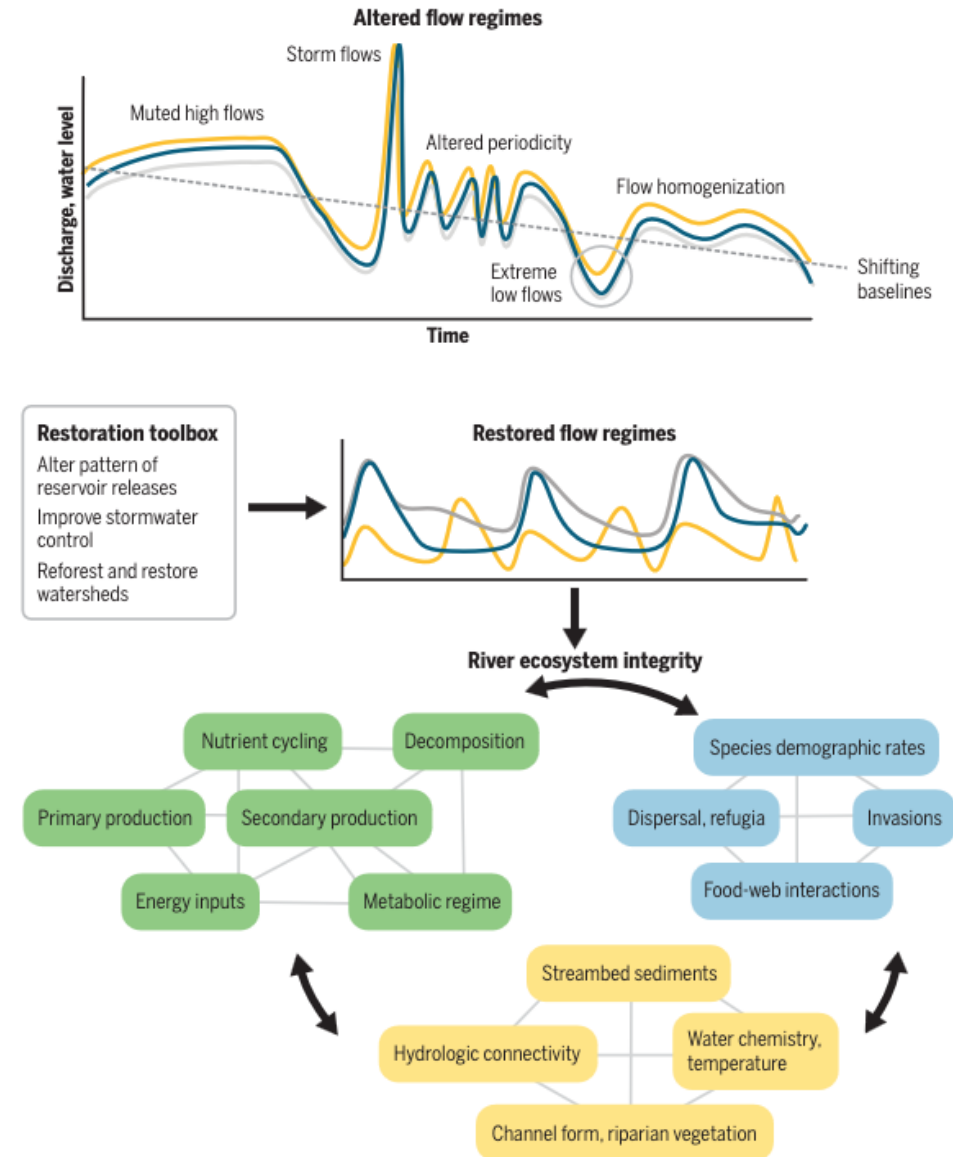 Altered flow regimes
Storm flows
Muted high flows
Altered periodicity
Flow homogenization
Extreme
low flows
Shifting
baselines
Discharge, water level
Time
Restoration toolbox
Alter pattern of
reservoir releases
Improve stormwater
control
Reforest and restore
watersheds
Restored flow regimes
River ecosystem integrity
Nutrient cycling
Decomposition
Primary production
Secondary production
Energy inputs
Metabolic regime
Species demographic rates
Dispersal, refugia
Invasions
Food-web interactions
Streambed sediments
Hydrologic connectivity
Water chemistry,
temperature
Channel form, riparian vegetation